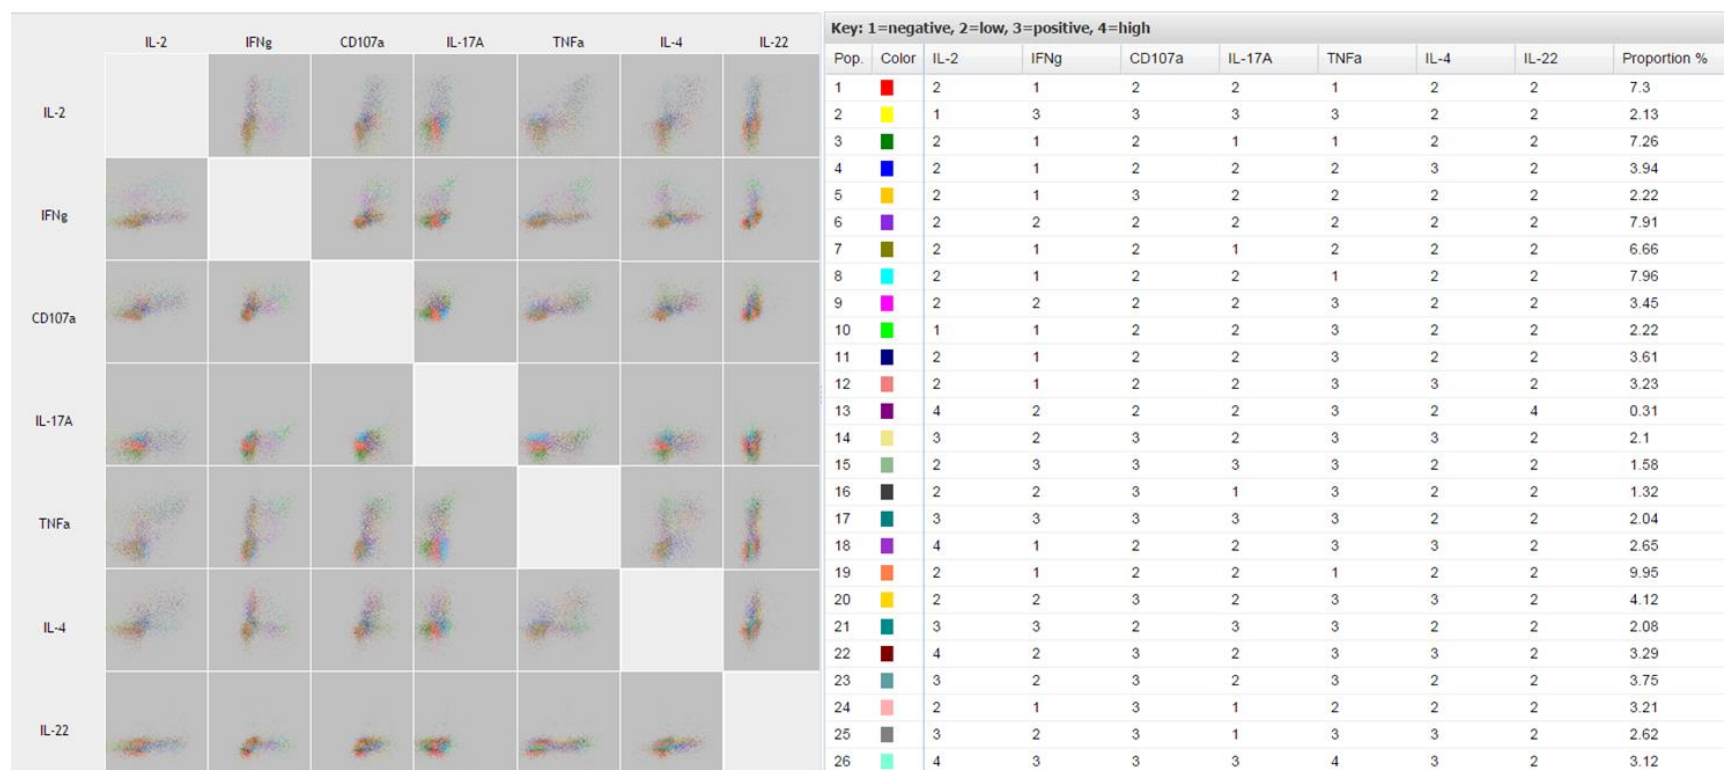 IL-2 IFNg CD107a IL-17A TNFa IL-4 IL-22
IL-2
IFNg
CD107a
IL-17A
TNFa
IL-4
IL-22
Key: 1=negative, 2=low, 3=positive, 4=high
Pop. Color IL-2 IFNg CD107a IL-17A TNFa IL-4 IL-22 Proportion %
1 2 1 2 2 1 2 2 7.3
2 1 3 3 3 3 2 2 2.13
3 2 1 2 1 1 2 2 7.26
4 2 1 2 2 2 3 2 3.94
5 2 1 3 2 2 2 2 2.22
6 2 2 2 2 2 2 2 7.91
7 2 1 2 1 2 2 2 6.66
8 2 1 2 2 1 2 2 7.96
9 2 2 2 2 3 2 2 3.45
10 1 1 2 2 3 2 2 2.22
11 2 1 2 2 3 2 2 3.61
12 2 1 2 2 3 3 2 3.23
13 4 2 2 2 3 2 4 0.31
14 3 2 3 2 3 3 2 2.1
15 2 3 3 3 3 2 2 1.58
16 2 2 3 1 3 2 2 1.32
17 3 3 3 3 3 2 2 2.04
18 4 1 2 2 3 3 2 2.65
19 2 1 2 2 1 2 2 9.95
20 2 2 3 2 3 3 2 4.12
21 3 3 2 3 3 2 2 2.08
22 4 2 3 2 3 3 2 3.29
23 3 2 3 2 3 2 2 3.75
24 2 1 3 1 2 2 2 3.21
25 3 2 3 1 3 3 2 2.62
26 4 3 3 3 4 3 2 3.12